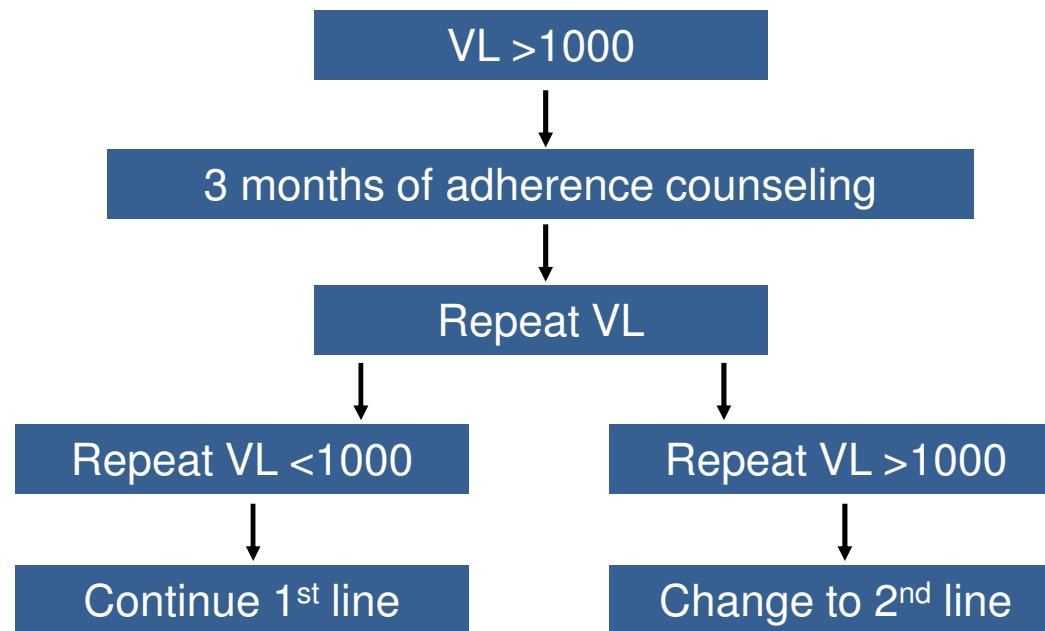 VL >1000
3 months of adherence counseling
Repeat VL
Repeat VL <1000
Repeat VL >1000
Continue 1st line
Change to 2nd line